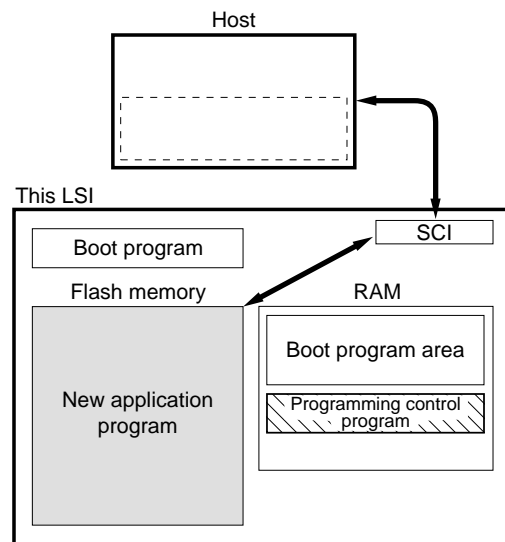 Host
This LSI
SCI
Boot program
Flash memory
RAM
Boot program area
New application
program
Programming control
program